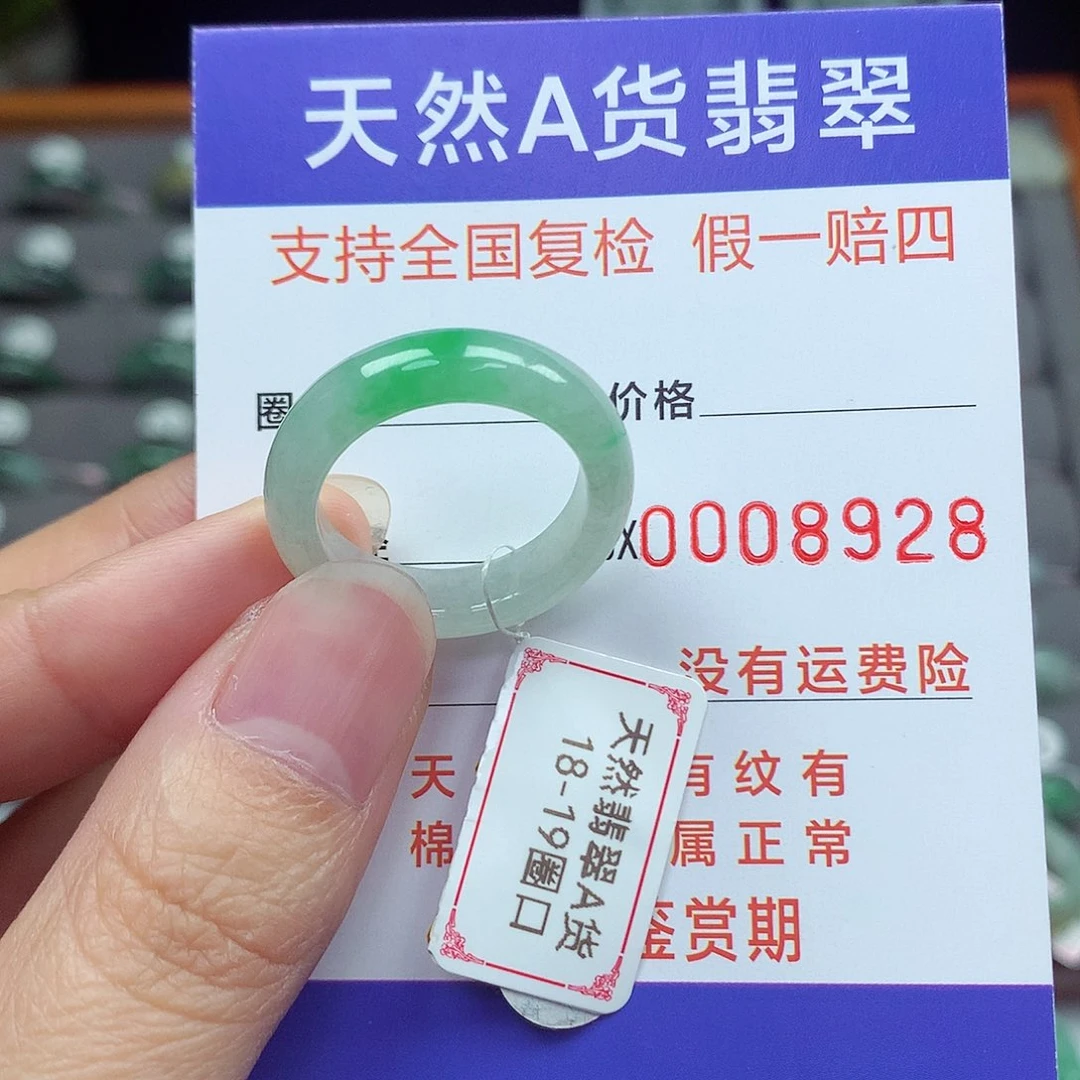 天然A货翡翠
支持全国复检 假一赔四
圈 价格
X0008928
没有运费险
天 有纹有
棉 属正常
鉴赏期
天然翡翠A货
18-19圈口